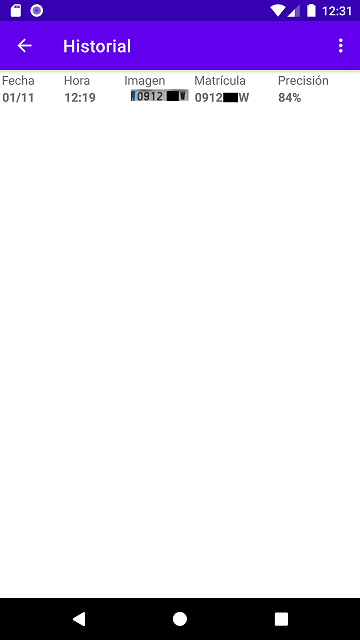 12:31
Historial
Fecha Hora Imagen Matrícula Precisión
01/11 12:19 0912 W 0912 W 84%